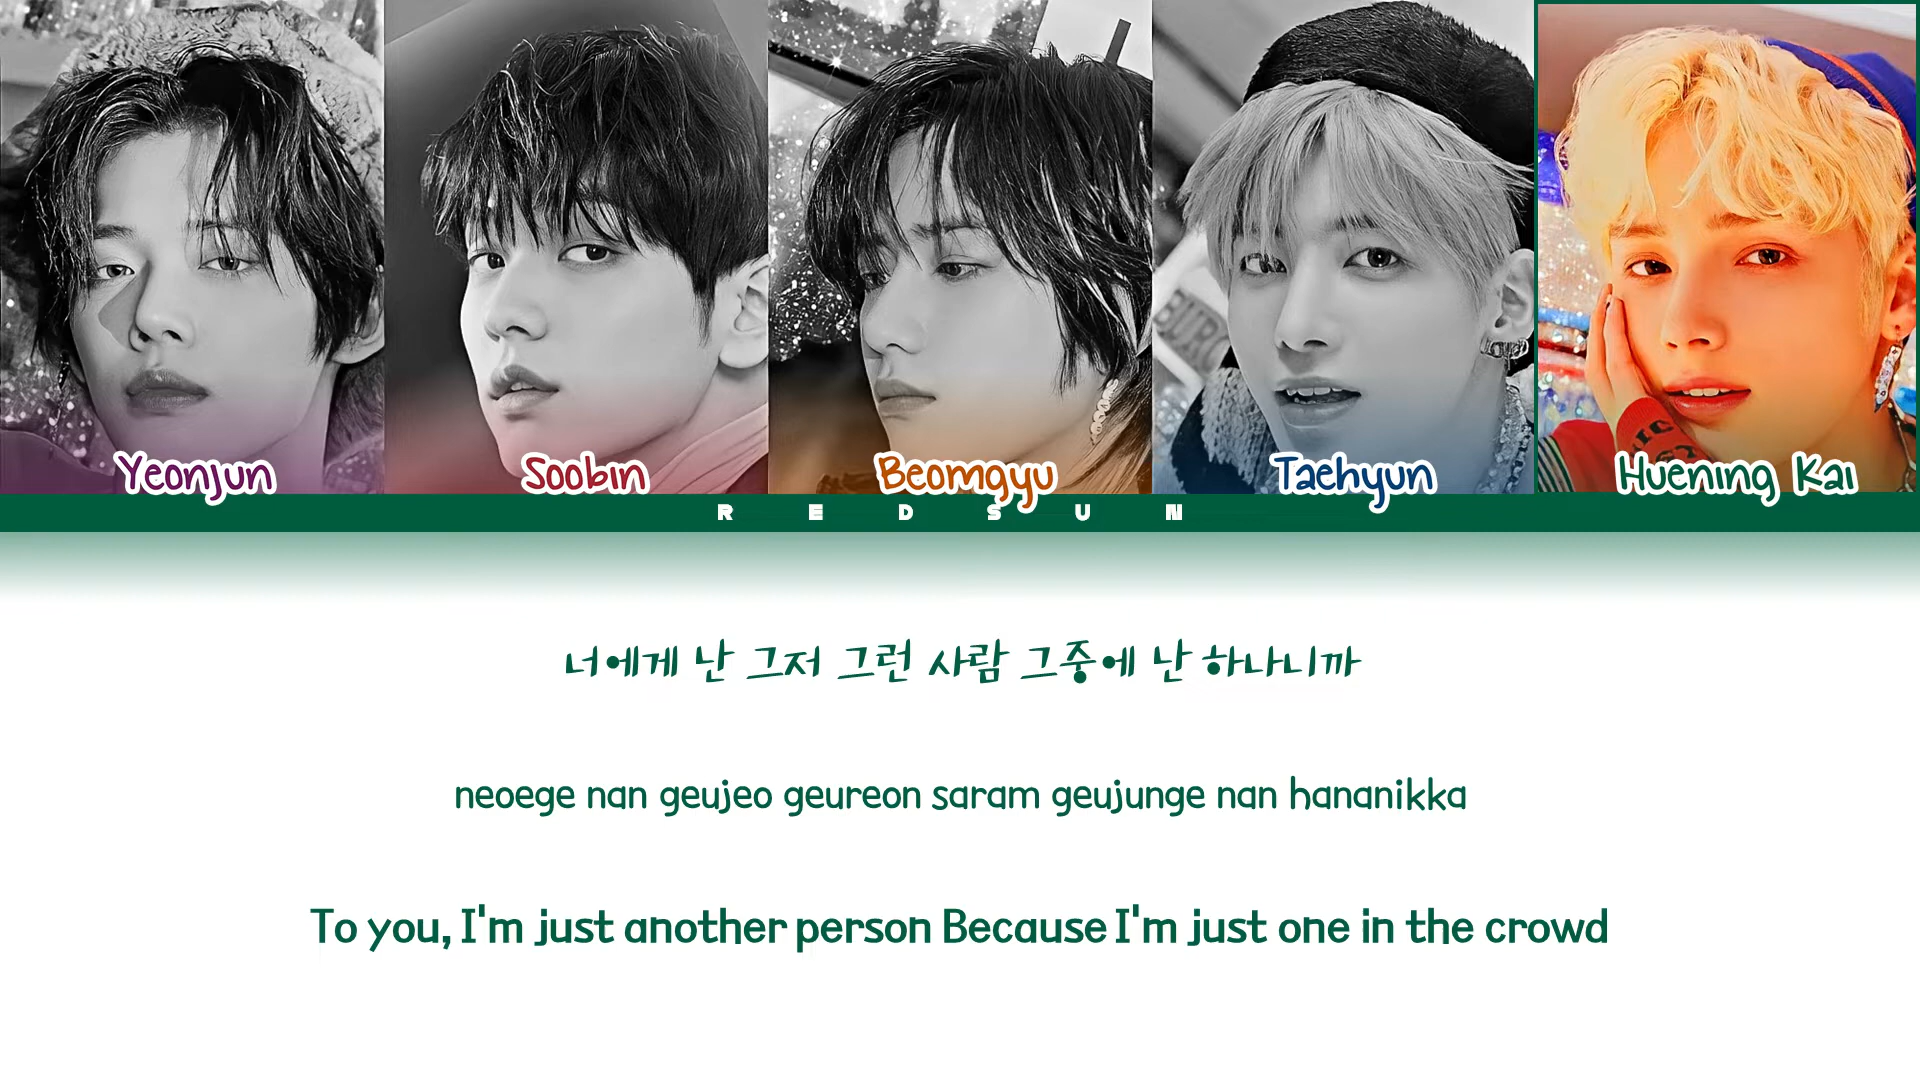 Yeonjun Soobin Beomgyu Taehyun Huening Kai
REDSUN
너에게 난 그저 그런 사람 그중에 난 하나니까
neoege nan geujeo geureon saram geujunge nan hananikka
To you, I'm just another person Because I'm just one in the crowd